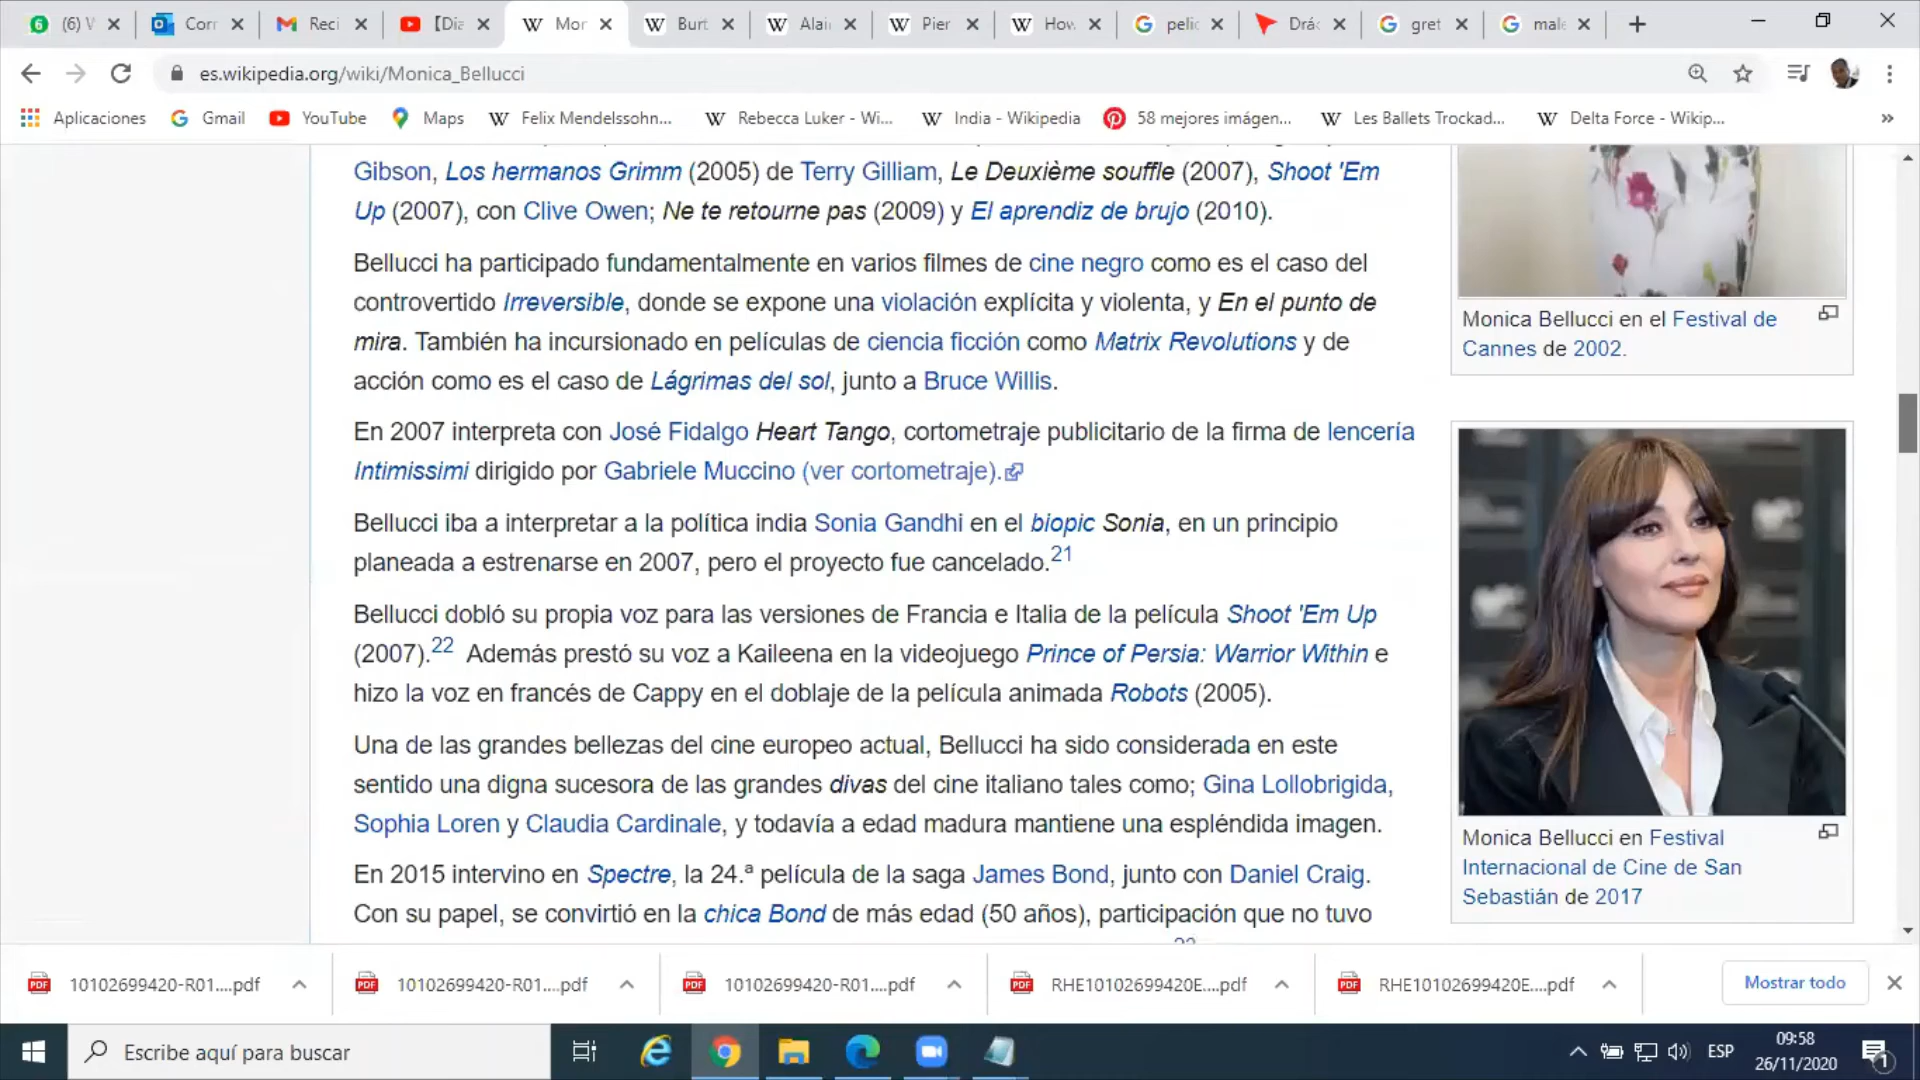 (6) V
Corr
Reci
[Dia
Mor
Burt
Alai
Pier
How
pelic
Drác
gret
male
es.wikipedia.org/wiki/Monica_Bellucci
Aplicaciones
Gmail
YouTube
Maps
Felix Mendelssohn...
Rebecca Luker - Wi...
India - Wikipedia
58 mejores imágen...
Les Ballets Trockad...
Delta Force - Wikip...
»
Gibson, Los hermanos Grimm (2005) de Terry Gilliam, Le Deuxième souffle (2007), Shoot 'Em
Up (2007), con Clive Owen; Ne te retourne pas (2009) y El aprendiz de brujo (2010).
Bellucci ha participado fundamentalmente en varios filmes de cine negro como es el caso del
controvertido Irreversible, donde se expone una violación explícita y violenta, y En el punto de
mira. También ha incursionado en películas de ciencia ficción como Matrix Revolutions y de
acción como es el caso de Lágrimas del sol, junto a Bruce Willis.
En 2007 interpreta con José Fidalgo Heart Tango, cortometraje publicitario de la firma de lencería
Intimissimi dirigido por Gabriele Muccino (ver cortometraje).
Bellucci iba a interpretar a la política india Sonia Gandhi en el biopic Sonia, en un principio
planeada a estrenarse en 2007, pero el proyecto fue cancelado.21
Bellucci dobló su propia voz para las versiones de Francia e Italia de la película Shoot 'Em Up
(2007).22 Además prestó su voz a Kaileena en la videojuego Prince of Persia: Warrior Within e
hizo la voz en francés de Cappy en el doblaje de la película animada Robots (2005).
Una de las grandes bellezas del cine europeo actual, Bellucci ha sido considerada en este
sentido una digna sucesora de las grandes divas del cine italiano tales como; Gina Lollobrigida,
Sophia Loren y Claudia Cardinale, y todavía a edad madura mantiene una espléndida imagen.
En 2015 intervino en Spectre, la 24.ª película de la saga James Bond, junto con Daniel Craig.
Con su papel, se convirtió en la chica Bond de más edad (50 años), participación que no tuvo
Monica Bellucci en el Festival de
Cannes de 2002.
Monica Bellucci en Festival
Internacional de Cine de San
Sebastián de 2017
10102699420-R01....pdf
10102699420-R01....pdf
10102699420-R01....pdf
RHE10102699420E....pdf
RHE10102699420E....pdf
Mostrar todo
Escribe aquí para buscar
ESP
09:58
26/11/2020
1